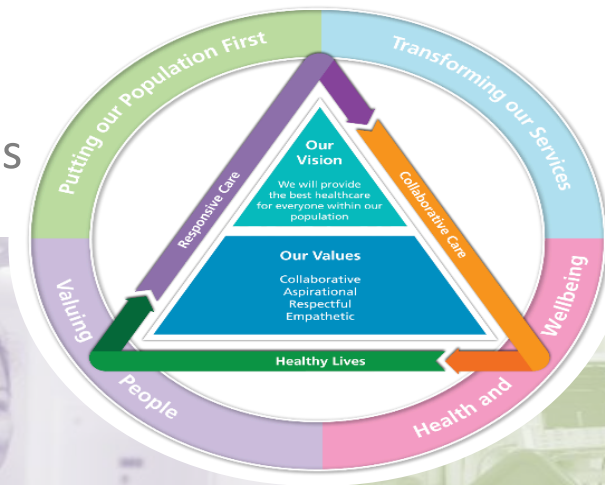 Putting our Population First
Transforming our Services
s
Responsive Care
Collaborative Care
Our
Vision
We will provide
the best healthcare
for everyone within our
population
Our Values
Collaborative
Aspirational
Respectful
Empathetic
Healthy Lives
Valuing
People
Health and
Wellbeing